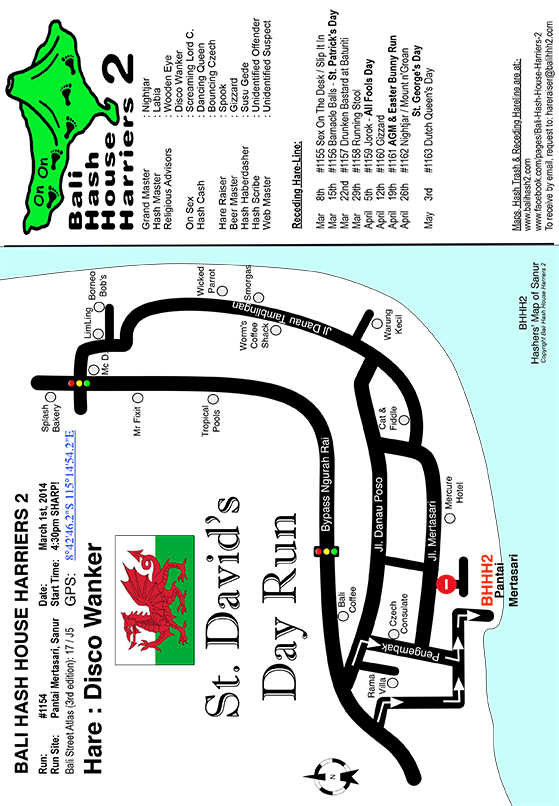 BALI HASH HOUSE HARRIERS 2
Run: #1154 Date: March 1st, 2014
Run Site: Pantai Mertasari, Sanur Start Time: 4:30pm SHARP!
Bali Street Atlas (3rd edition): 17 / J5 GPS: 8°42'46.2"S 115°14'54.2"E
Hare : Disco Wanker
St. David's
Day Run
N
Splash
Bakery
Mc D.
LimLing
Borneo
Bob's
Mr Fixit
Tropical
Pools
Wicked
Parrot
Smorgas
Worm's
Coffee
Shack
Jl Danau Tamblingan
Warung
Kecil
Cat &
Fiddle
Bypass Ngurah Rai
Jl. Danau Poso
Jl. Mertasari
Mercure
Hotel
Bali
Coffee
Czech
Consulate
Pengembak
Rama
Villa
BHHH2
Pantai
Mertasari
BHHH2
Hashers' Map of Sanur
Copyright Bali Hash House Harriers 2
On On
Bali
Hash
House
Harriers 2
Grand Master : Nightjar
Hash Master : Labia
Religious Advisors : Wooden Eye
: Disco Wanker
On Sex : Screaming Lord C.
Hash Cash : Dancing Queen
: Bouncing Czech
Hare Raiser : Spook
Beer Master : Gizzard
Hash Haberdasher : Susu Gede
Hash Scribe : Unidentified Offender
Web Master : Unidentified Suspect
Receding Hare-Line:
Mar 8th #1155 Sex On The Desk / Slip It In
Mar 15th #1156 Barnacle Balls - St. Patrick's Day
Mar 22nd #1157 Drunken Bastard at Baturiti
Mar 29th #1158 Running Stool
April 5th #1159 Jorok - All Fools Day
April 12th #1160 Gizzard
April 19th #1161 AGM & Easter Bunny Run
April 26th #1162 Nightjar / Mount n'Groan
St. George's Day
May 3rd #1163 Dutch Queen's Day
Maps, Hash Trash & Receding Hareline are at:
www.balihash2.com
www.facebook.com/pages/Bali-Hash-House-Harriers-2
To receive by email, request to: hareraiser@balihhh2.com